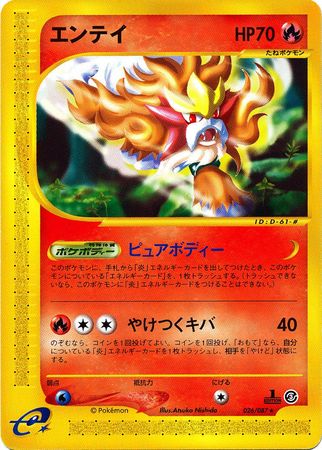 エンテイ
HP70
たねポケモン
ID:D-61-#
特殊体質
ポケボディー
ピュアボディー
このポケモンに、手札から「炎」エネルギーカードを出してつけたとき、このポケモンについている「エネルギーカード」を、1枚トラッシュする。(トラッシュできないなら、このポケモンに「炎」エネルギーカードをつけることはできない。)
やけつくキバ
40
のぞむなら、コインを1回投げてよい。コインを1回投げ、「おもて」なら、自分についている「炎」エネルギーカードを1枚トラッシュし、相手を「やけど」状態にする。
弱点
抵抗力
にげる
© Pokémon
Illus.Atsuko Nishida
1
EDITION
026/087★
e